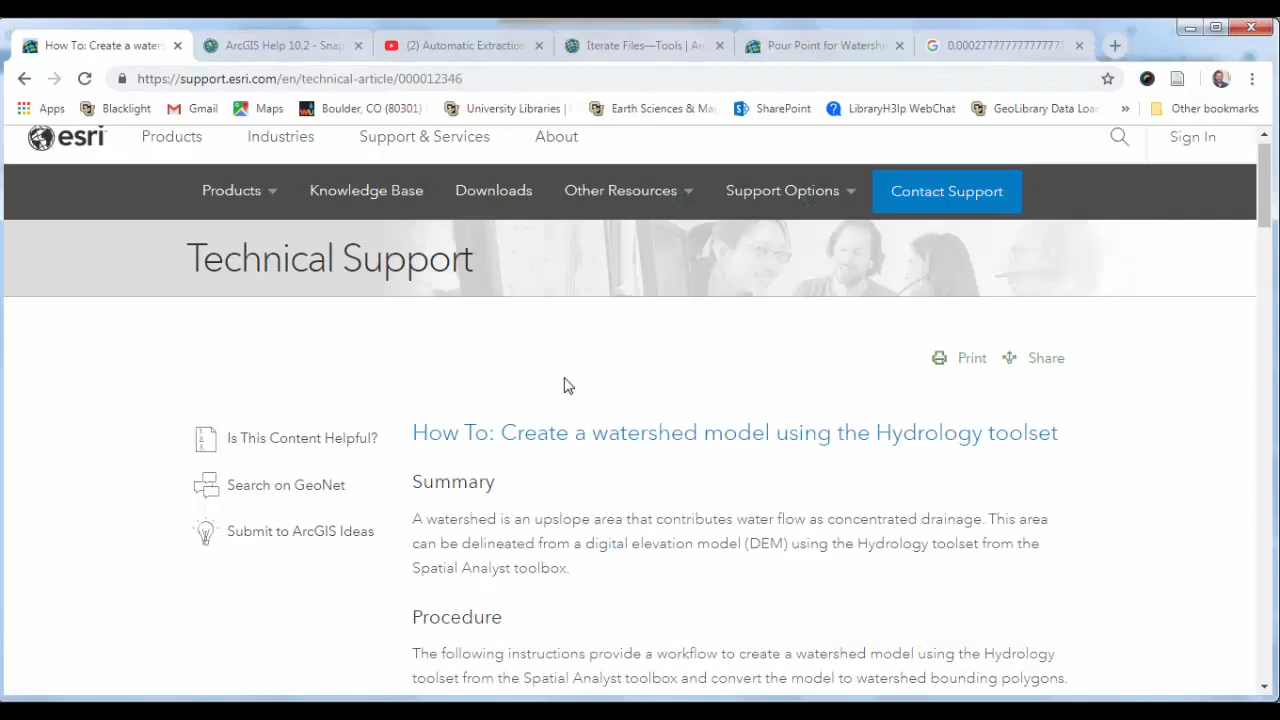 How To: Create a waters
ArcGIS Help 10.2 - Snap
(2) Automatic Extraction
Iterate Files—Tools | Ar
Pour Point for Watershe
0.0002777777777777
https://support.esri.com/en/technical-article/000012346
Apps
Blacklight
Gmail
Maps
Boulder, CO (80301)
University Libraries |
Earth Sciences & Ma
SharePoint
LibraryH3lp WebChat
GeoLibrary Data Loa
»
Other bookmarks
esri
Products
Industries
Support & Services
About
Sign In
Products
Knowledge Base
Downloads
Other Resources
Support Options
Contact Support
Technical Support
Print
Share
Is This Content Helpful?
Search on GeoNet
Submit to ArcGIS Ideas
How To: Create a watershed model using the Hydrology toolset
Summary
A watershed is an upslope area that contributes water flow as concentrated drainage. This area
can be delineated from a digital elevation model (DEM) using the Hydrology toolset from the
Spatial Analyst toolbox.
Procedure
The following instructions provide a workflow to create a watershed model using the Hydrology
toolset from the Spatial Analyst toolbox and convert the model to watershed bounding polygons.